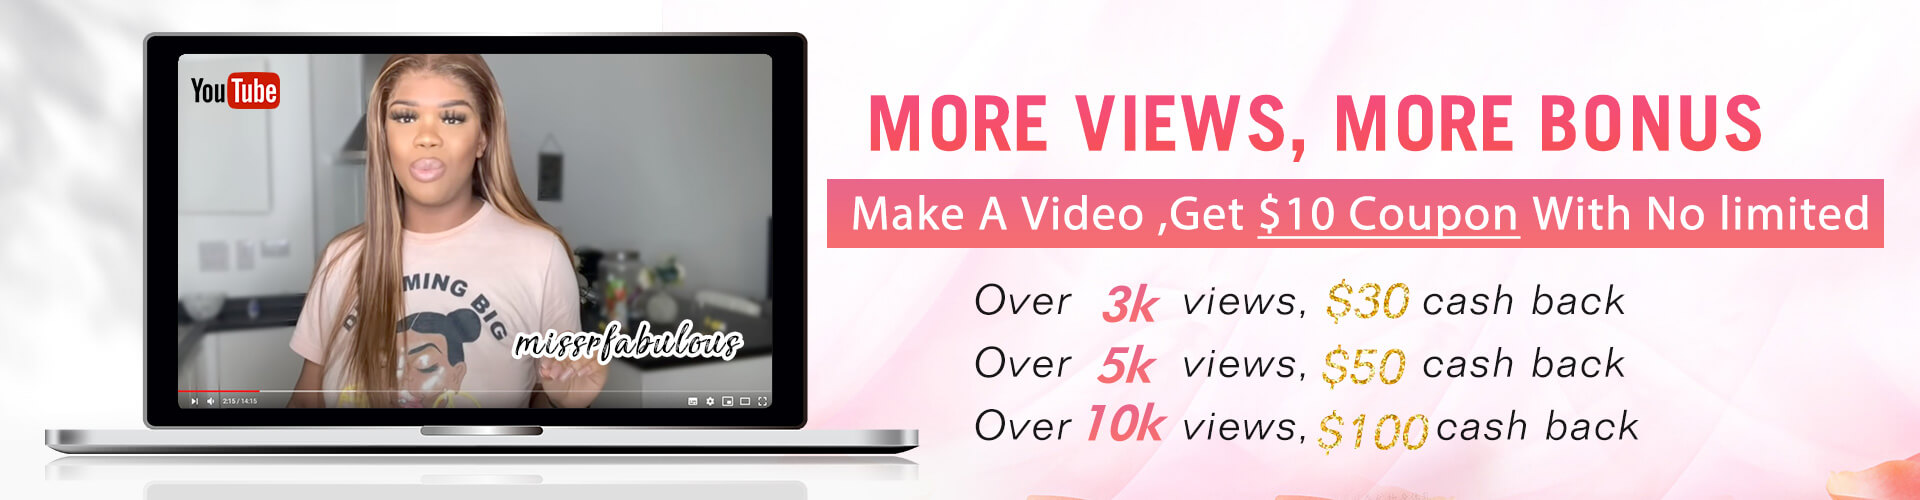 YouTube
DREAMING BIG
missrfabulous
2:15 / 14:15
MORE VIEWS, MORE BONUS
Make A Video ,Get $10 Coupon With No limited
Over 3k views, $30 cash back
Over 5k views, $50 cash back
Over 10k views, $100 cash back